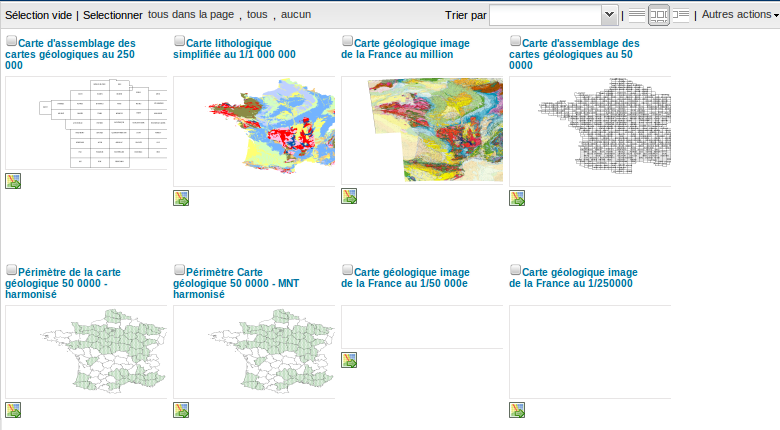 Sélection vide | Selectionner tous dans la page , tous , aucun Trier par | | Autres actions
Carte d'assemblage des
cartes géologiques au 250
000
Carte lithologique
simplifiée au 1/1 000 000
Carte géologique image
de la France au million
Carte d'assemblage des
cartes géologiques au 50
0000
Périmètre de la carte
géologique 50 0000 -
harmonisé
Périmètre Carte
géologique 50 0000 - MNT
harmonisé
Carte géologique image
de la France au 1/50 000e
Carte géologique image
de la France au 1/250000